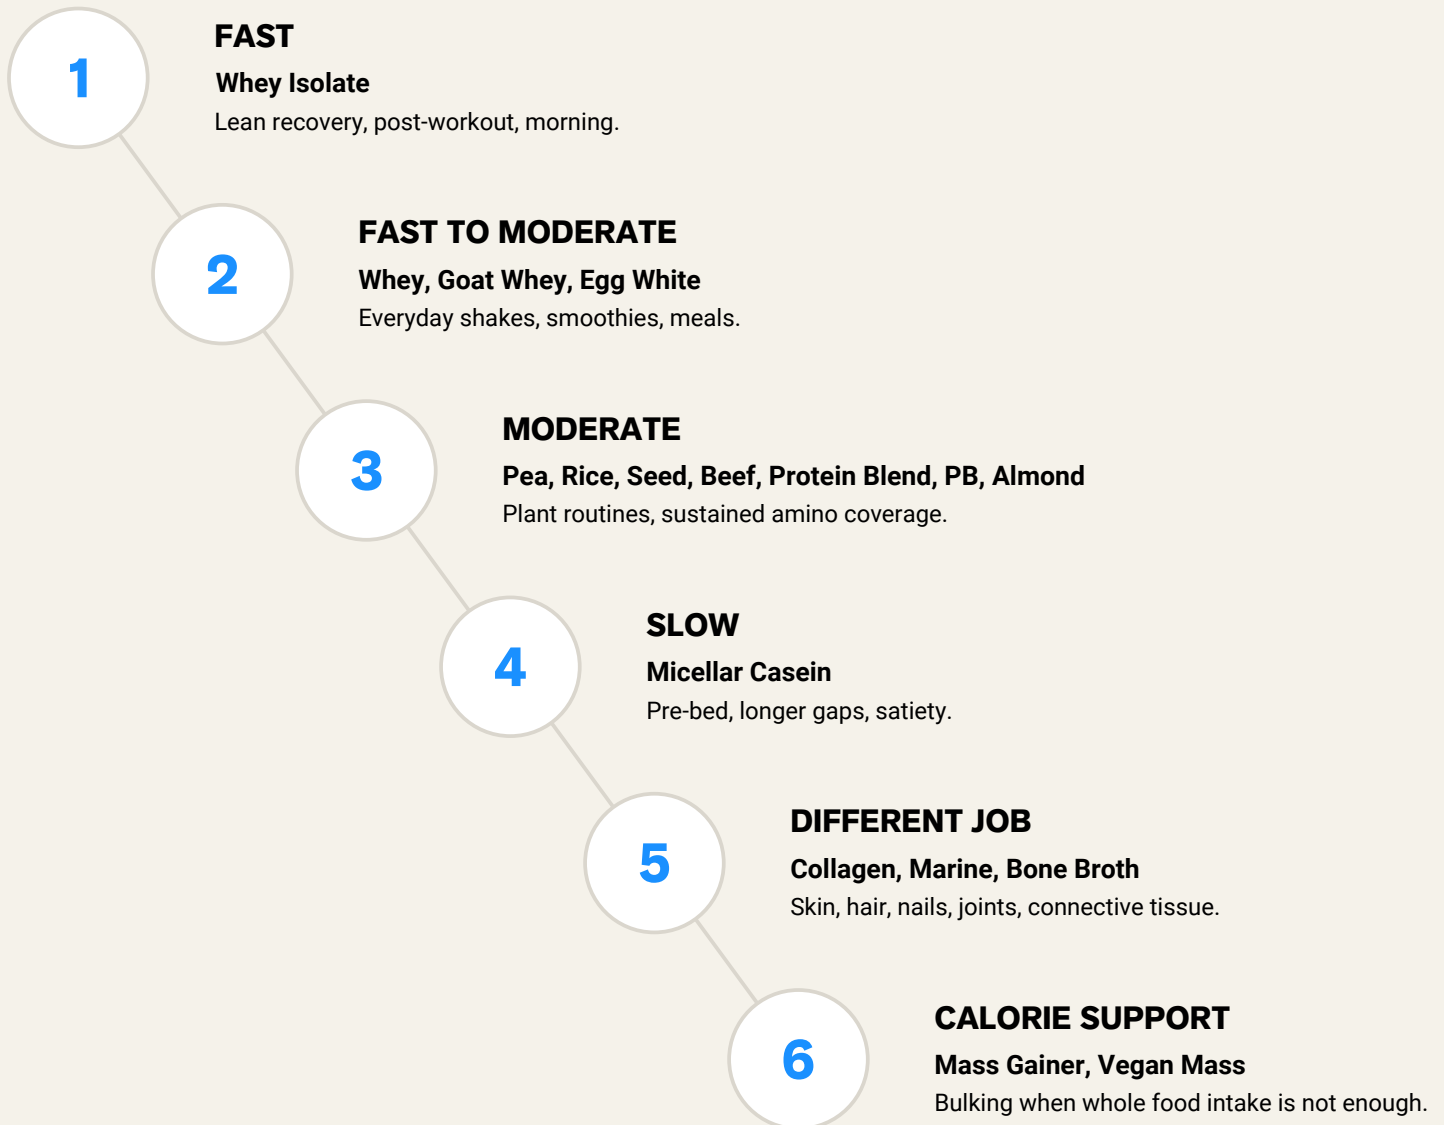 1
FAST
Whey Isolate
Lean recovery, post-workout, morning.
2
FAST TO MODERATE
Whey, Goat Whey, Egg White
Everyday shakes, smoothies, meals.
3
MODERATE
Pea, Rice, Seed, Beef, Protein Blend, PB, Almond
Plant routines, sustained amino coverage.
4
SLOW
Micellar Casein
Pre-bed, longer gaps, satiety.
5
DIFFERENT JOB
Collagen, Marine, Bone Broth
Skin, hair, nails, joints, connective tissue.
6
CALORIE SUPPORT
Mass Gainer, Vegan Mass
Bulking when whole food intake is not enough.